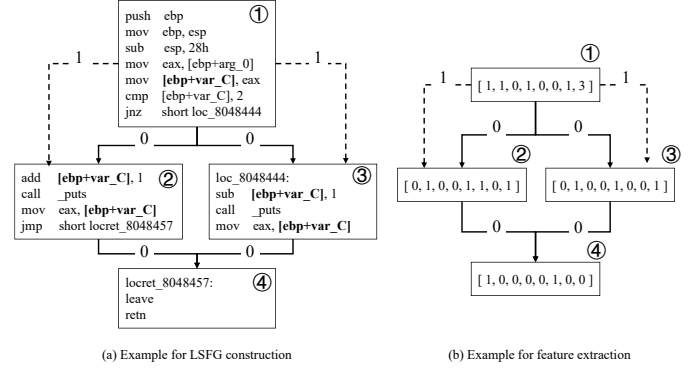 ①
push ebp
mov ebp, esp
sub esp, 28h
mov eax, [ebp+arg_0]
mov [ebp+var_C], eax
cmp [ebp+var_C], 2
jnz short loc_8048444
1
1
0
0
②
add [ebp+var_C], 1
call _puts
mov eax, [ebp+var_C]
jmp short locret_8048457
③
loc_8048444:
sub [ebp+var_C], 1
call _puts
mov eax, [ebp+var_C]
0
0
④
locret_8048457:
leave
retn
(a) Example for LSFG construction
①
[ 1, 1, 0, 1, 0, 0, 1, 3 ]
1
1
0
0
②
[ 0, 1, 0, 0, 1, 1, 0, 1 ]
③
[ 0, 1, 0, 0, 1, 0, 0, 1 ]
0
0
④
[ 1, 0, 0, 0, 0, 1, 0, 0 ]
(b) Example for feature extraction